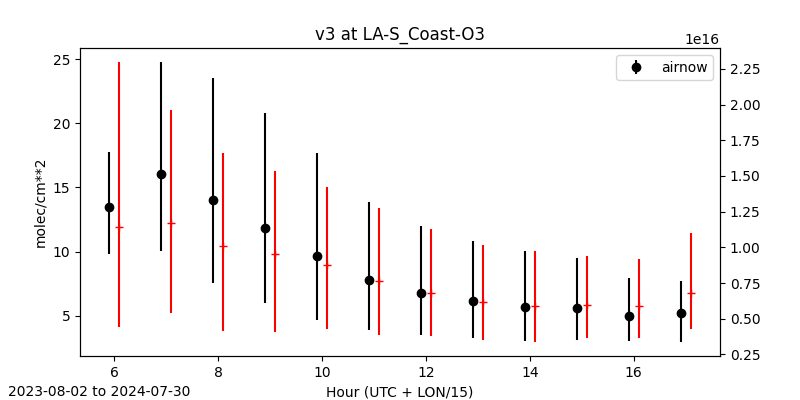 v3 at LA-S_Coast-O3
1e16
airnow
molec/cm**2
25
20
15
10
5
2.25
2.00
1.75
1.50
1.25
1.00
0.75
0.50
0.25
6 8 10 12 14 16
Hour (UTC + LON/15)
2023-08-02 to 2024-07-30